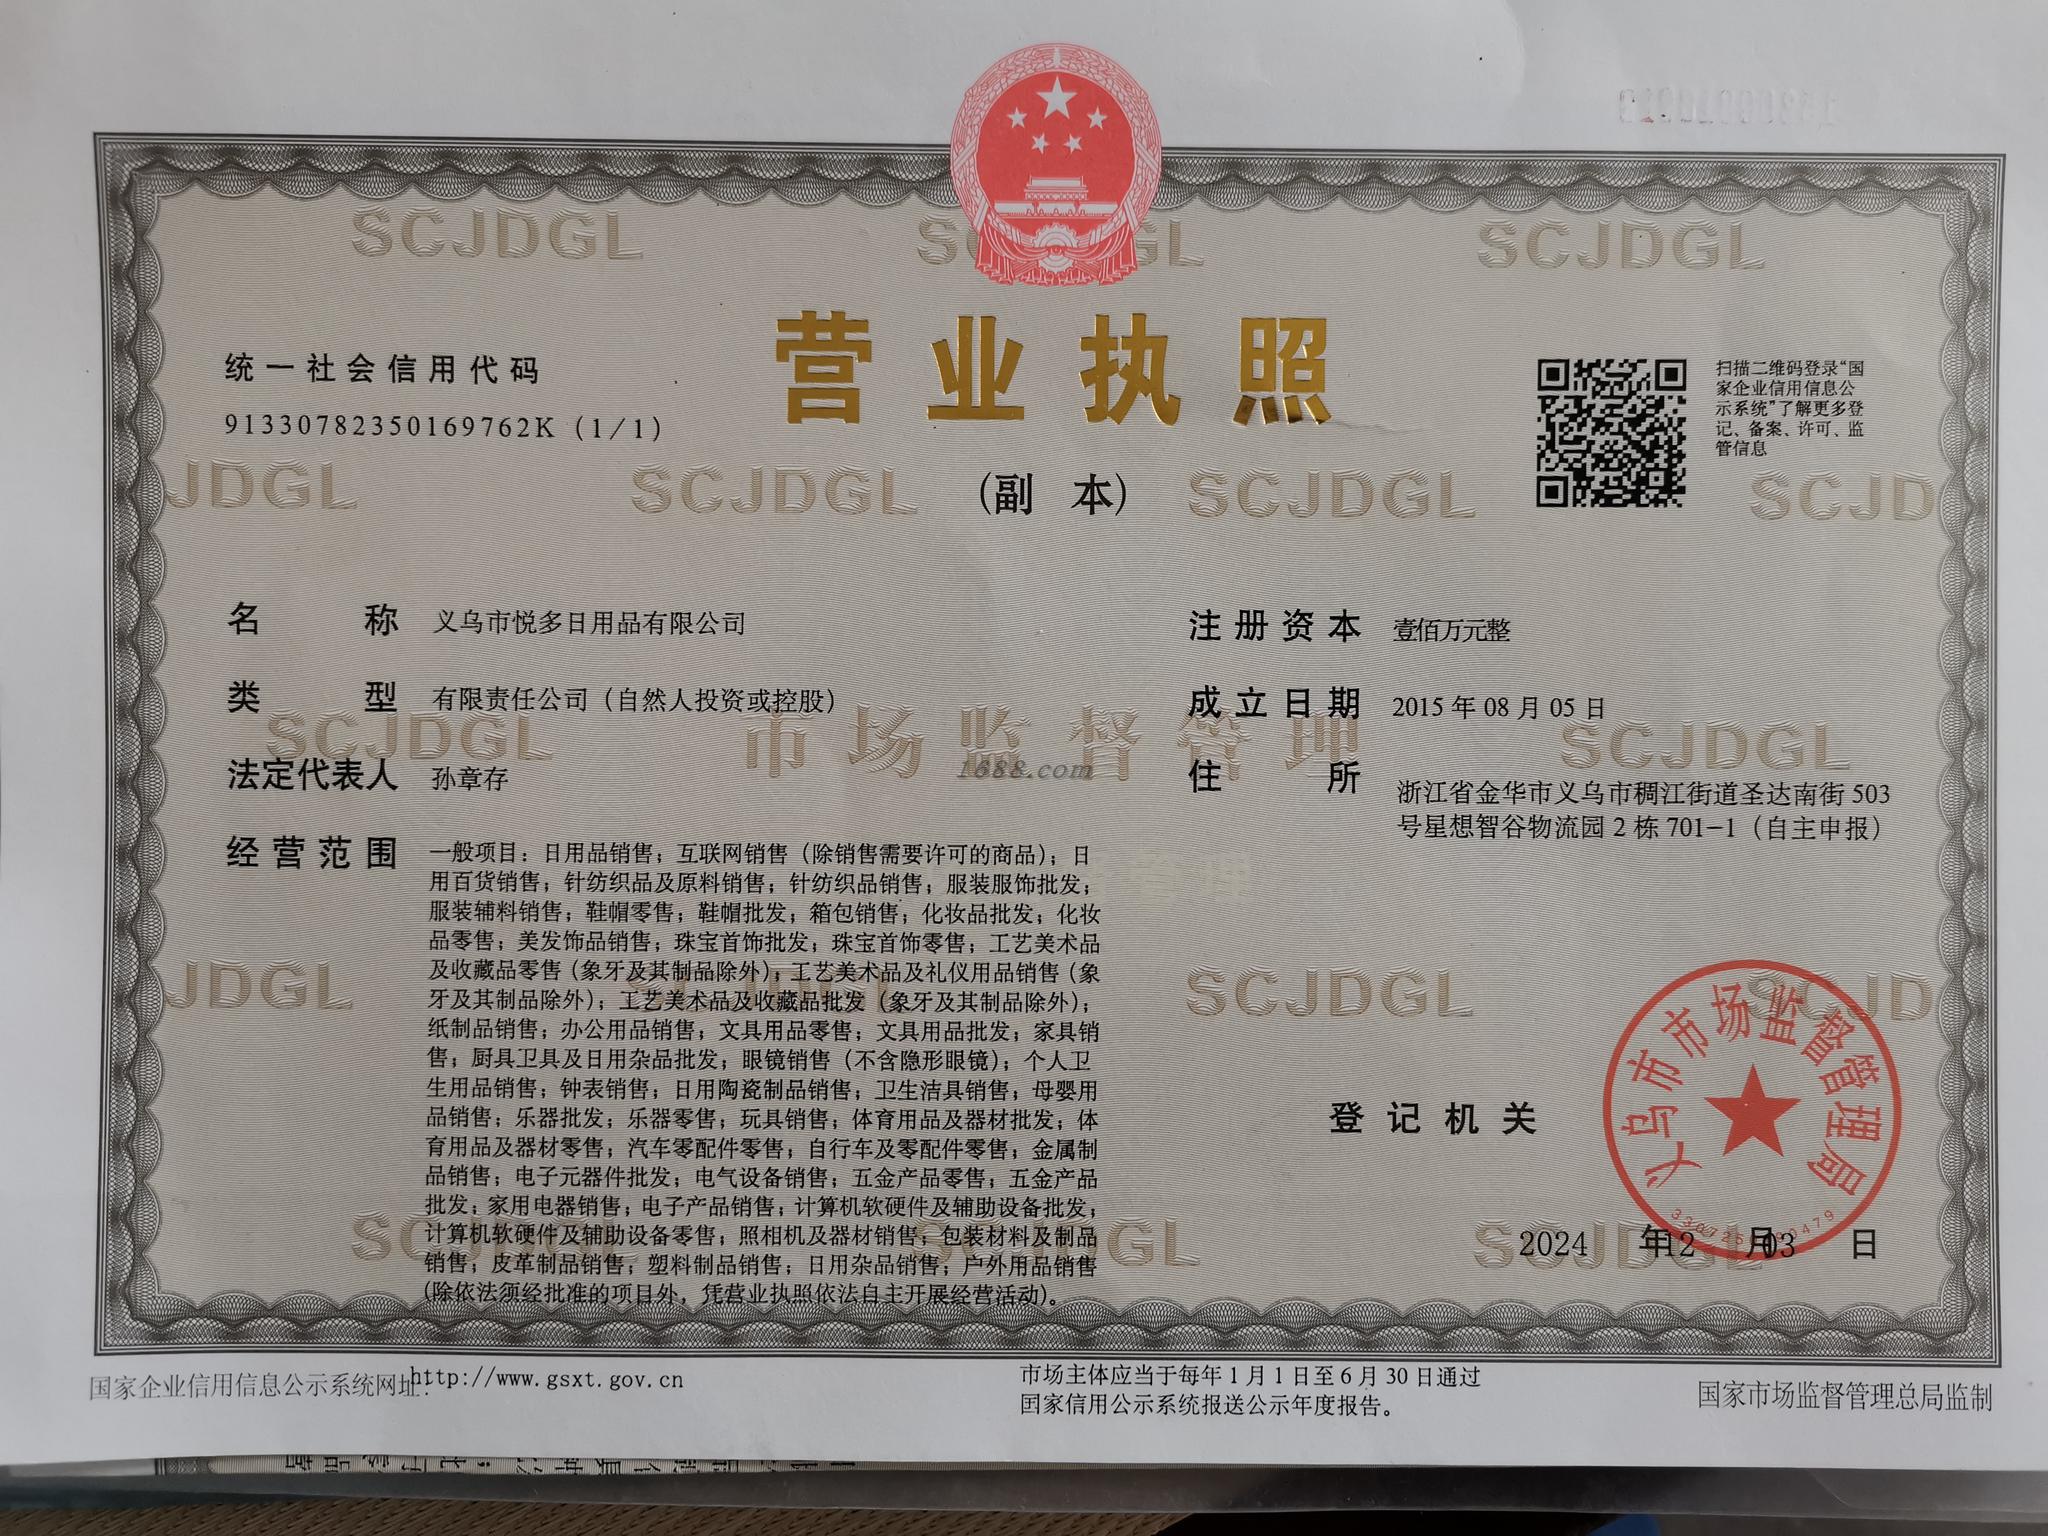 SCJDGL
SCJDGL
营业执照
(副 本)
统一社会信用代码
91330782350169762K (1/1)
扫描二维码登录“国
家企业信用信息公
示系统”了解更多登
记、备案、许可、监
管信息
JDGL
SCJDGL
SCJDGL
SCJD
名 称 义乌市悦多日用品有限公司
类 型 有限责任公司（自然人投资或控股）
法定代表人 孙章存
经营范围 一般项目：日用品销售；互联网销售（除销售需要许可的商品）；日
用百货销售；针纺织品及原料销售；针纺织品销售；服装服饰批发；
服装辅料销售；鞋帽零售；鞋帽批发；箱包销售；化妆品批发；化妆
品零售；美发饰品销售；珠宝首饰批发；珠宝首饰零售；工艺美术品
及收藏品零售（象牙及其制品除外）；工艺美术品及礼仪用品销售（象
牙及其制品除外）；工艺美术品及收藏品批发（象牙及其制品除外）；
纸制品销售；办公用品销售；文具用品零售；文具用品批发；家具销
售；厨具卫具及日用杂品批发；眼镜销售（不含隐形眼镜）；个人卫
生用品销售；钟表销售；日用陶瓷制品销售；卫生洁具销售；母婴用
品销售；乐器批发；乐器零售；玩具销售；体育用品及器材批发；体
育用品及器材零售；汽车零配件零售；自行车及零配件零售；金属制
品销售；电子元器件批发；电气设备销售；五金产品零售；五金产品
批发；家用电器销售；电子产品销售；计算机软硬件及辅助设备批发；
计算机软硬件及辅助设备零售；照相机及器材销售；包装材料及制品
销售；皮革制品销售；塑料制品销售；日用杂品销售；户外用品销售
(除依法须经批准的项目外，凭营业执照依法自主开展经营活动)。
注册资本 壹佰万元整
成立日期 2015 年 08 月 05 日
住 所 浙江省金华市义乌市稠江街道圣达南街 503
号星想智谷物流园 2 栋 701-1（自主申报）
SCJDGL
市场监督管理
SCJDGL
1688.com
JDGL
SCJDGL
登记机关
义乌市市场监督管理局
2024 年12 月03 日
SCJDGL
SCJDGL
国家企业信用信息公示系统网址：http://www.gsxt.gov.cn
市场主体应当于每年 1 月 1 日至 6 月 30 日通过
国家信用公示系统报送公示年度报告。
国家市场监督管理总局监制